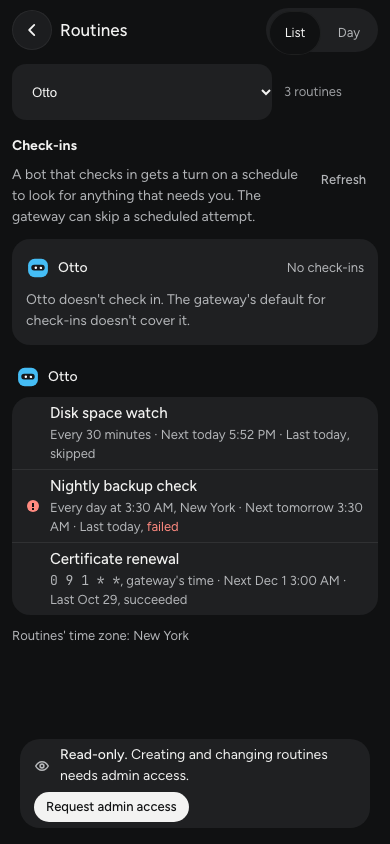 Routines
List
Day
Otto
3 routines
Check-ins
A bot that checks in gets a turn on a schedule
to look for anything that needs you. The
gateway can skip a scheduled attempt.
Refresh
Otto
No check-ins
Otto doesn't check in. The gateway's default for
check-ins doesn't cover it.
Otto
Disk space watch
Every 30 minutes · Next today 5:52 PM · Last today,
skipped
Nightly backup check
Every day at 3:30 AM, New York · Next tomorrow 3:30
AM · Last today, failed
Certificate renewal
0 9 1 * *, gateway's time · Next Dec 1 3:00 AM ·
Last Oct 29, succeeded
Routines' time zone: New York
Read-only. Creating and changing routines
needs admin access.
Request admin access